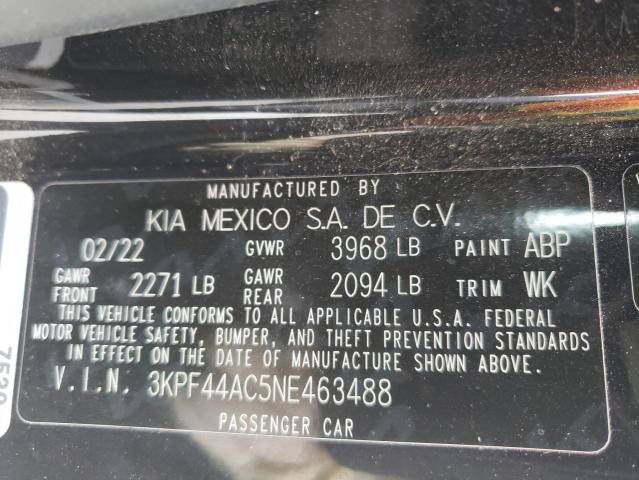 MANUFACTURED BY
KIA MEXICO S.A. DE C.V.
02/22 GVWR 3968 LB PAINT ABP
GAWR FRONT 2271 LB GAWR REAR 2094 LB TRIM WK
THIS VEHICLE CONFORMS TO ALL APPLICABLE U.S.A. FEDERAL
MOTOR VEHICLE SAFETY, BUMPER, AND THEFT PREVENTION STANDARDS
IN EFFECT ON THE DATE OF MANUFACTURE SHOWN ABOVE.
V.I.N. 3KPF44AC5NE463488
PASSENGER CAR